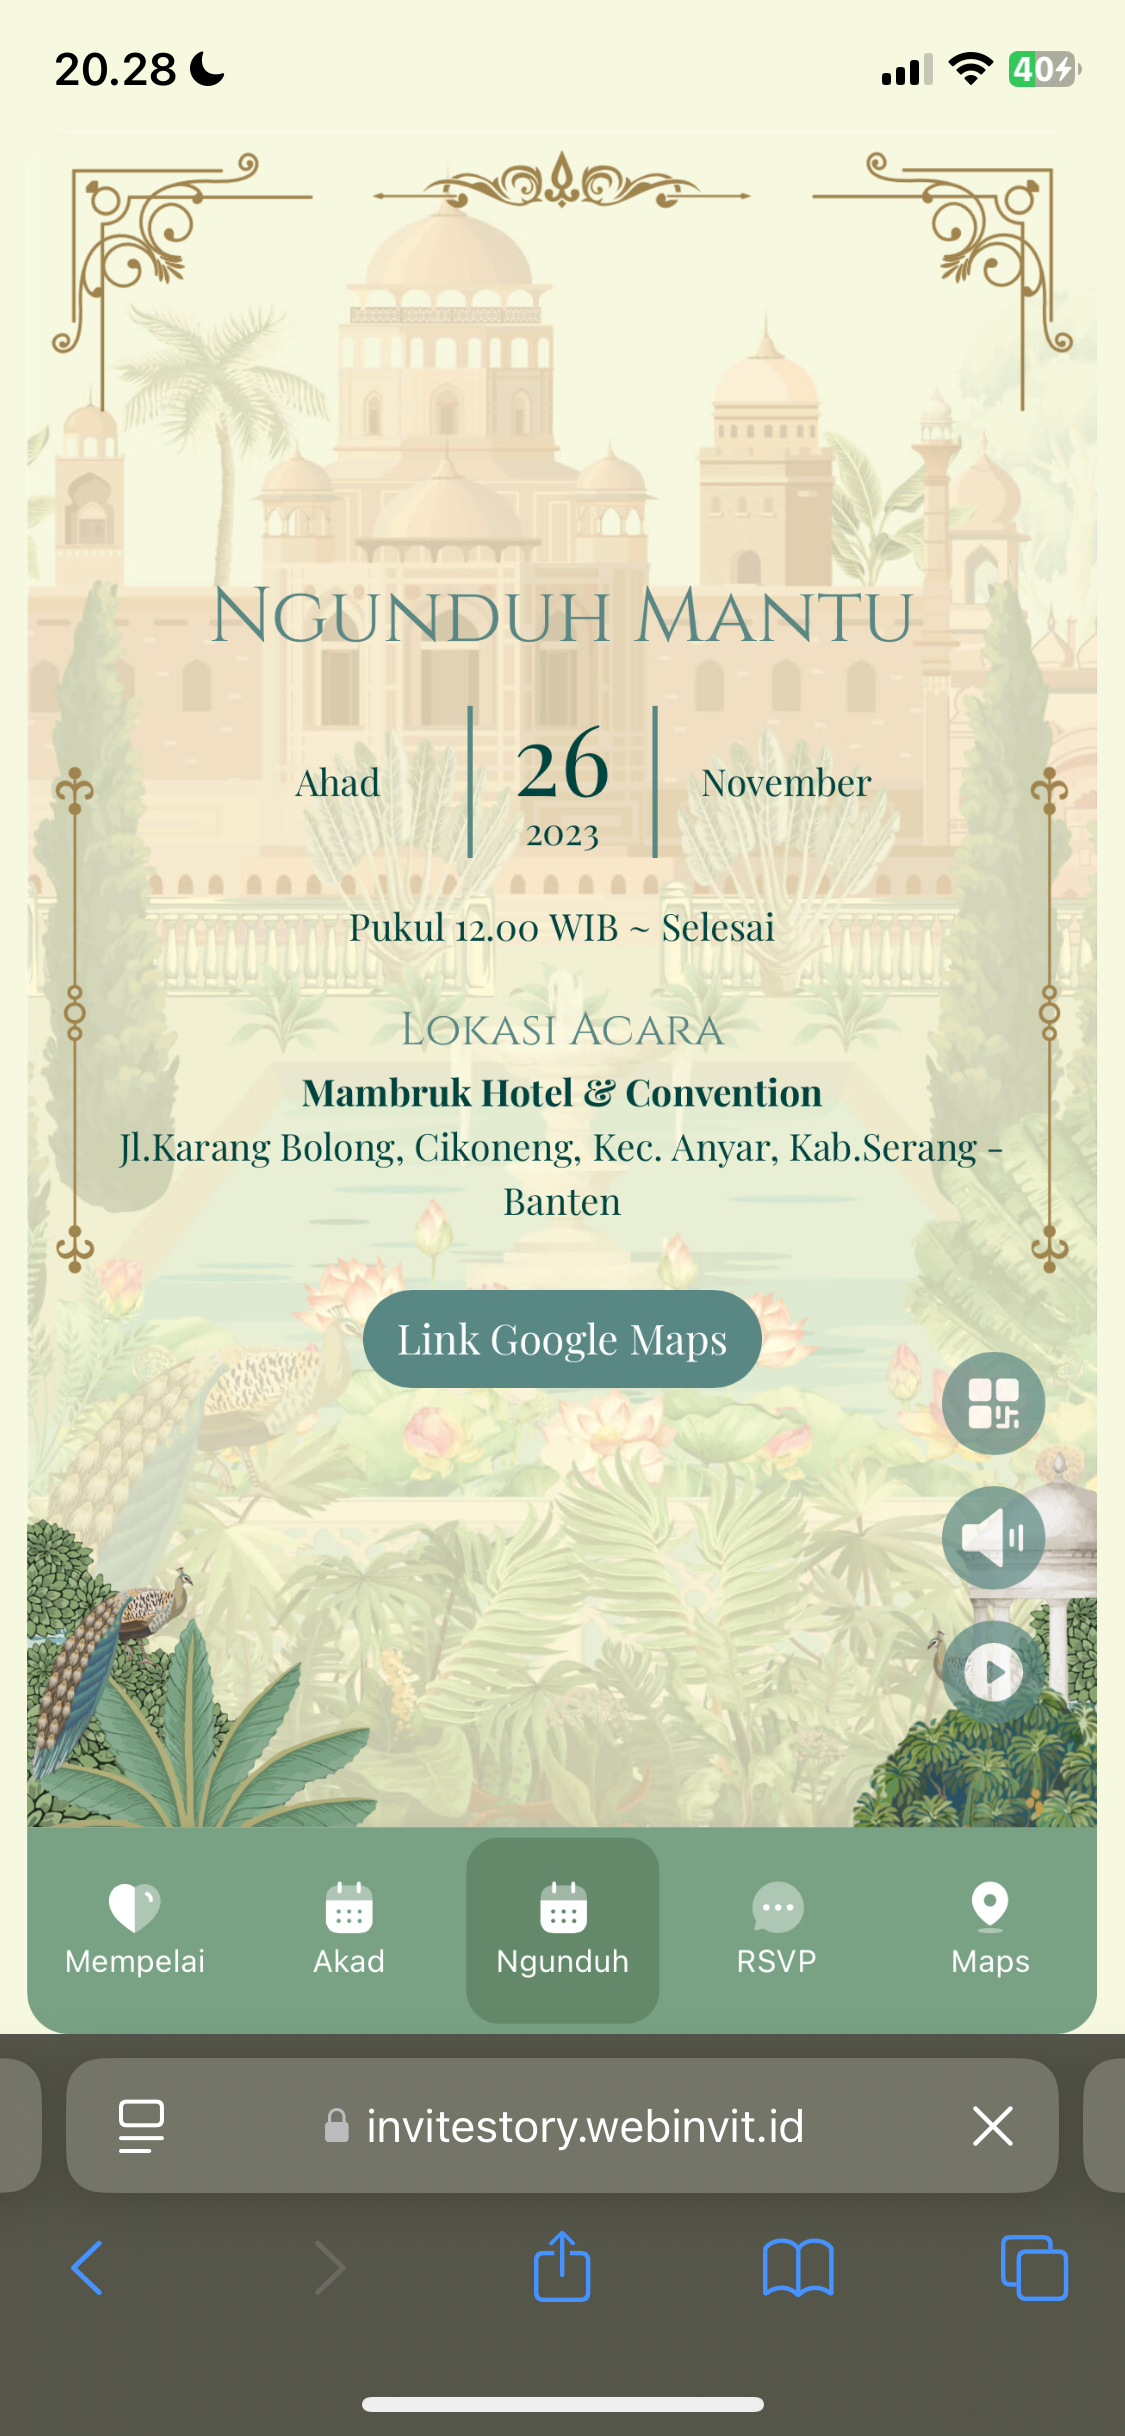 20.28
40
NGUNDUH MANTU
Ahad
26
2023
November
Pukul 12.00 WIB ~ Selesai
LOKASI ACARA
Mambruk Hotel & Convention
Jl.Karang Bolong, Cikoneng, Kec. Anyar, Kab.Serang -
Banten
Link Google Maps
Mempelai
Akad
Ngunduh
RSVP
Maps
invitestory.webinvit.id